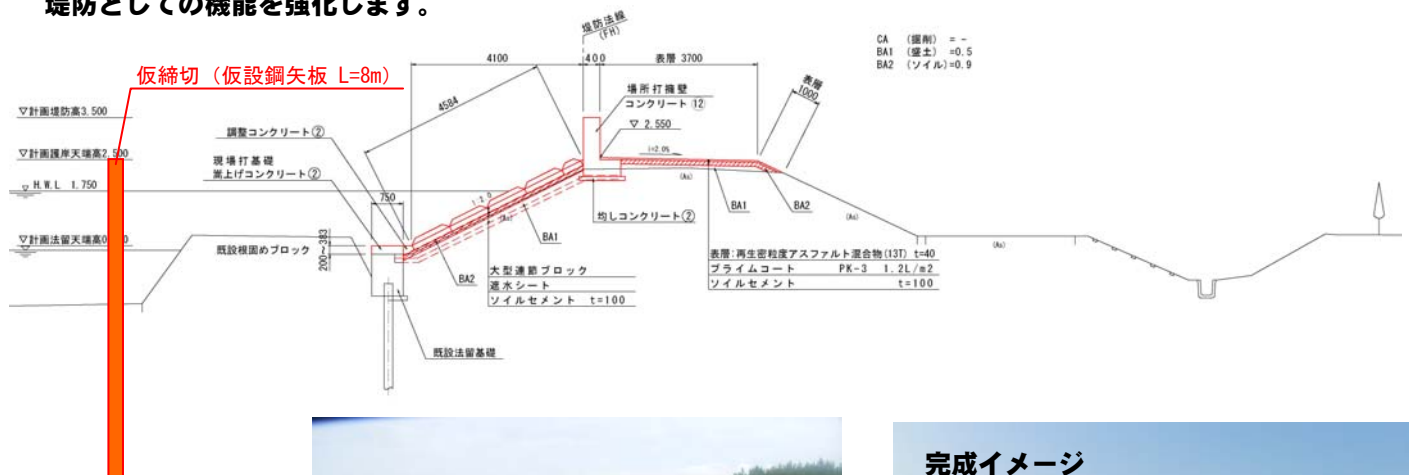 堤防としての機能を強化します。
堤防法線
(FH)
CA （掘削） = -
BA1 （盛土） =0.5
BA2 （ソイル）=0.9
4100
400
表層 3700
仮締切（仮設鋼矢板 L=8m）
表層
1000
場所打擁壁
コンクリート⑫
4584
▽計画堤防高3.500
▽ 2.550
調整コンクリート②
i=2.0%
▽計画護岸天端高2.500
現場打基礎
嵩上げコンクリート②
▽ H.W.L 1.750
750
1:2.0
(As)
BA1
BA2
(As)
均しコンクリート②
(As)
BA1
▽計画法留天端高0
既設根固めブロック
200～383
(As)
BA2
大型連節ブロック
遮水シート
ソイルセメント t=100
表層:再生密粒度アスファルト混合物(13T) t=40
プライムコート PK-3 1.2L/m2
ソイルセメント t=100
既設法留基礎
完成イメージ